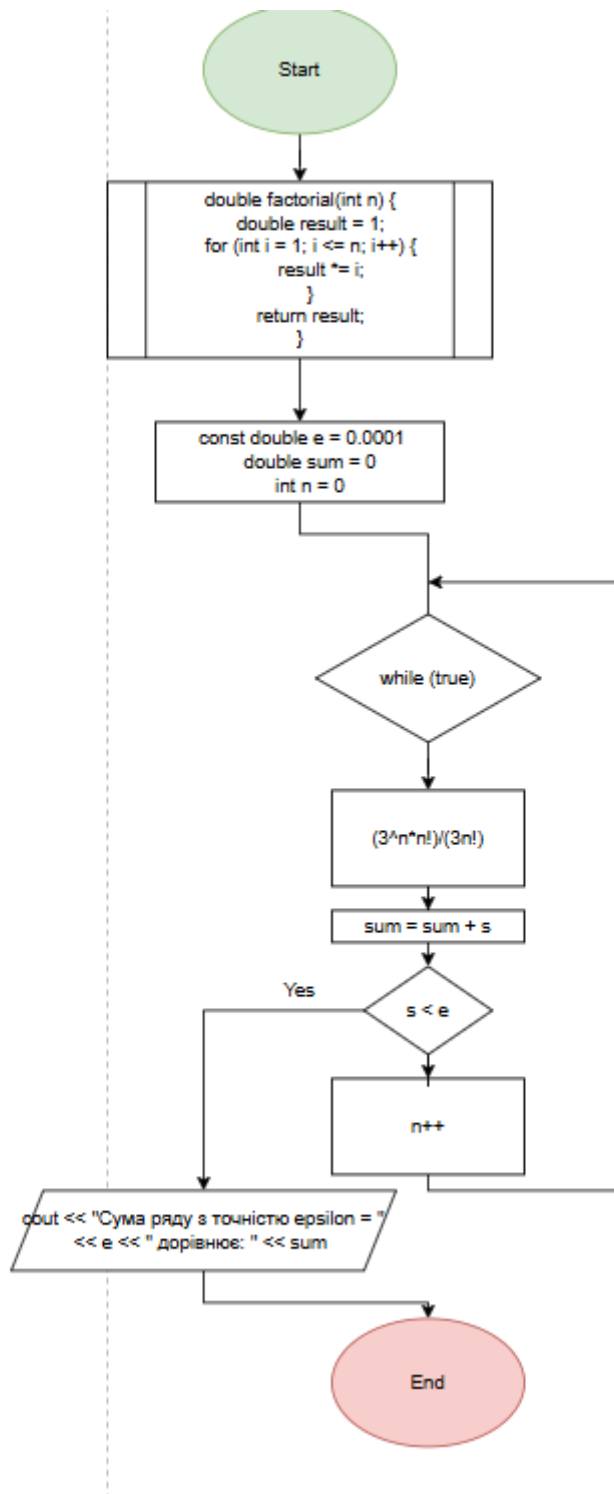 Start
double factorial(int n) {
double result = 1;
for (int i = 1; i <= n; i++) {
result *= i;
}
return result;
}
const double e = 0.0001
double sum = 0
int n = 0
while (true)
(3^n*n!)/(3n!)
sum = sum + s
Yes
s < e
n++
cout << "Сума ряду з точністю epsilon = "
<< e << " дорівнює: " << sum
End